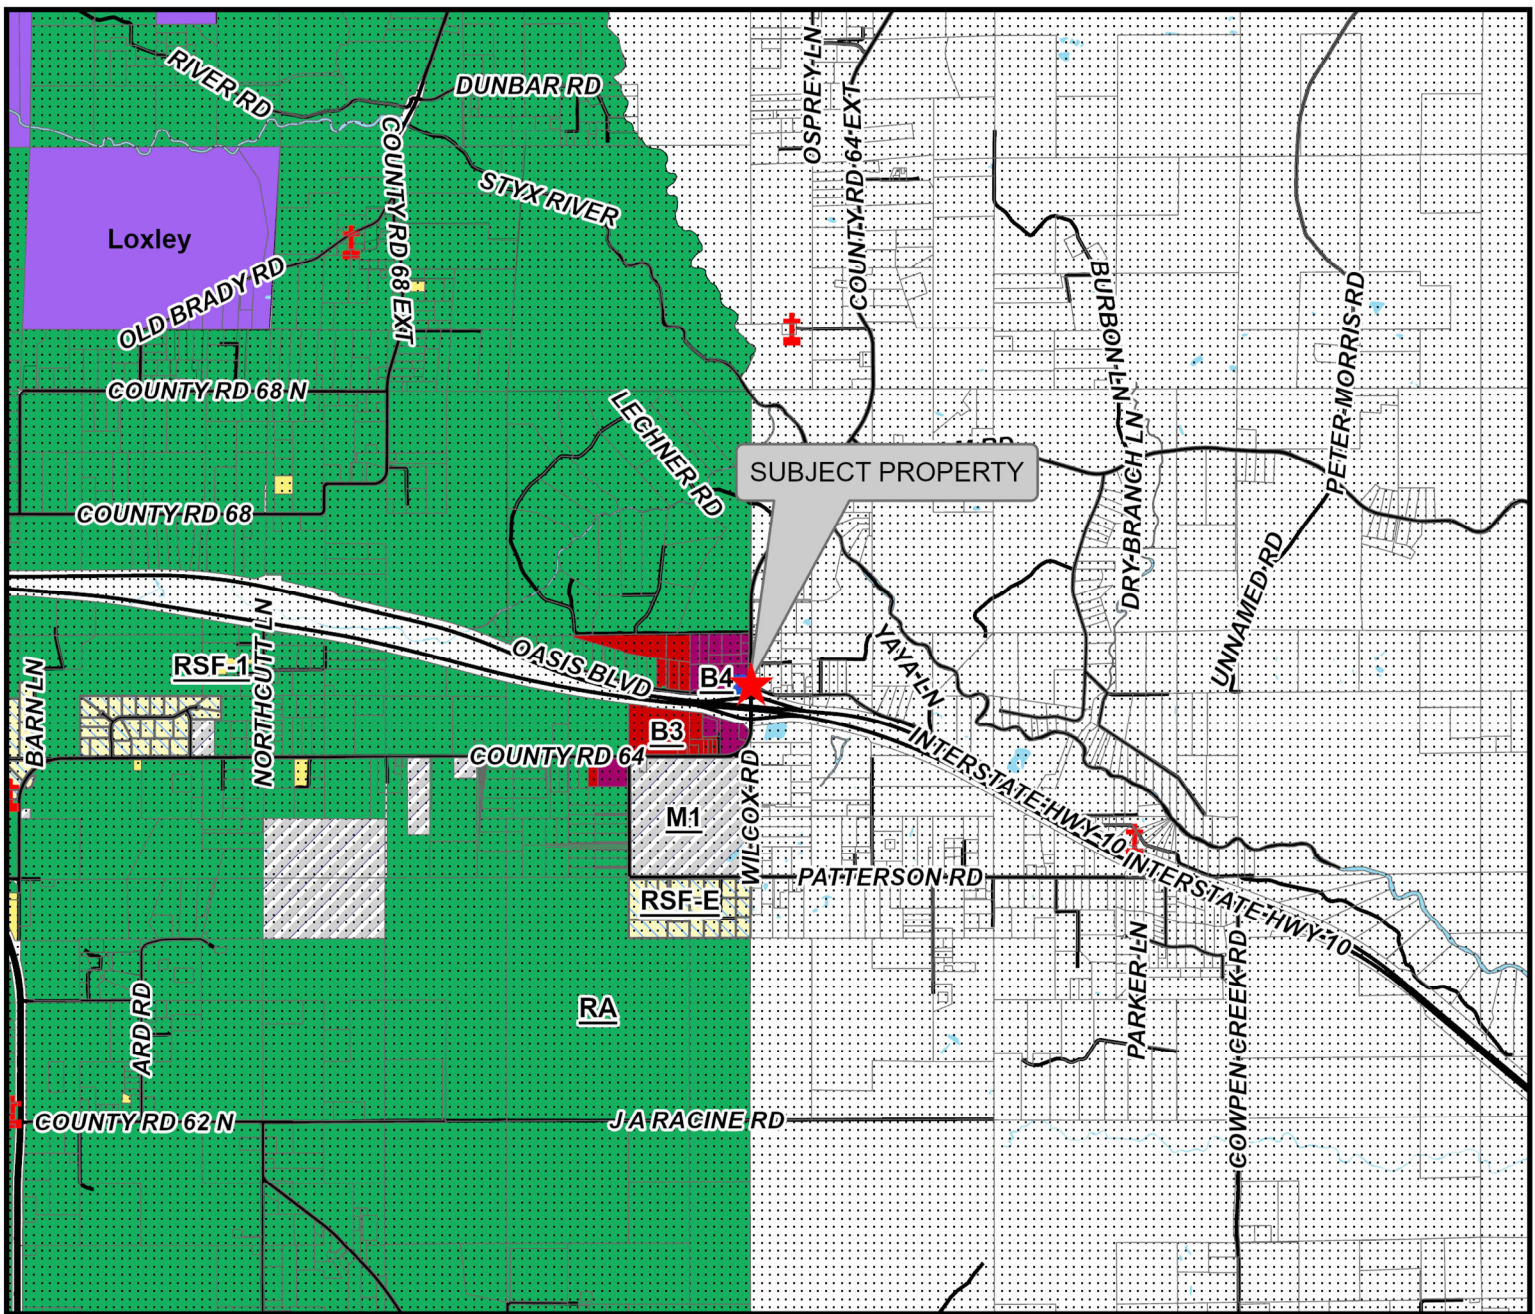 RIVER RD
DUNBAR RD
OSPREY LN
COUNTY RD 64 EXT
COUNTY RD 68 EXT
STYX RIVER
Loxley
OLD BRADY RD
BURBON LN
PETER MORRIS RD
COUNTY RD 68 N
LECHNER RD
DRY BRANCH LN
SUBJECT PROPERTY
COUNTY RD 68
UNNAMED RD
NORTHCUTT LN
BARN LN
RSF-1
OASIS BLVD
B4
YAYA LN
B3
COUNTY RD 64
INTERSTATE HWY 10
WILCOX RD
M1
INTERSTATE HWY 10
PATTERSON RD
RSF-E
PARKER LN
COWPEN CREEK RD
ARD RD
RA
COUNTY RD 62 N
J A RACINE RD